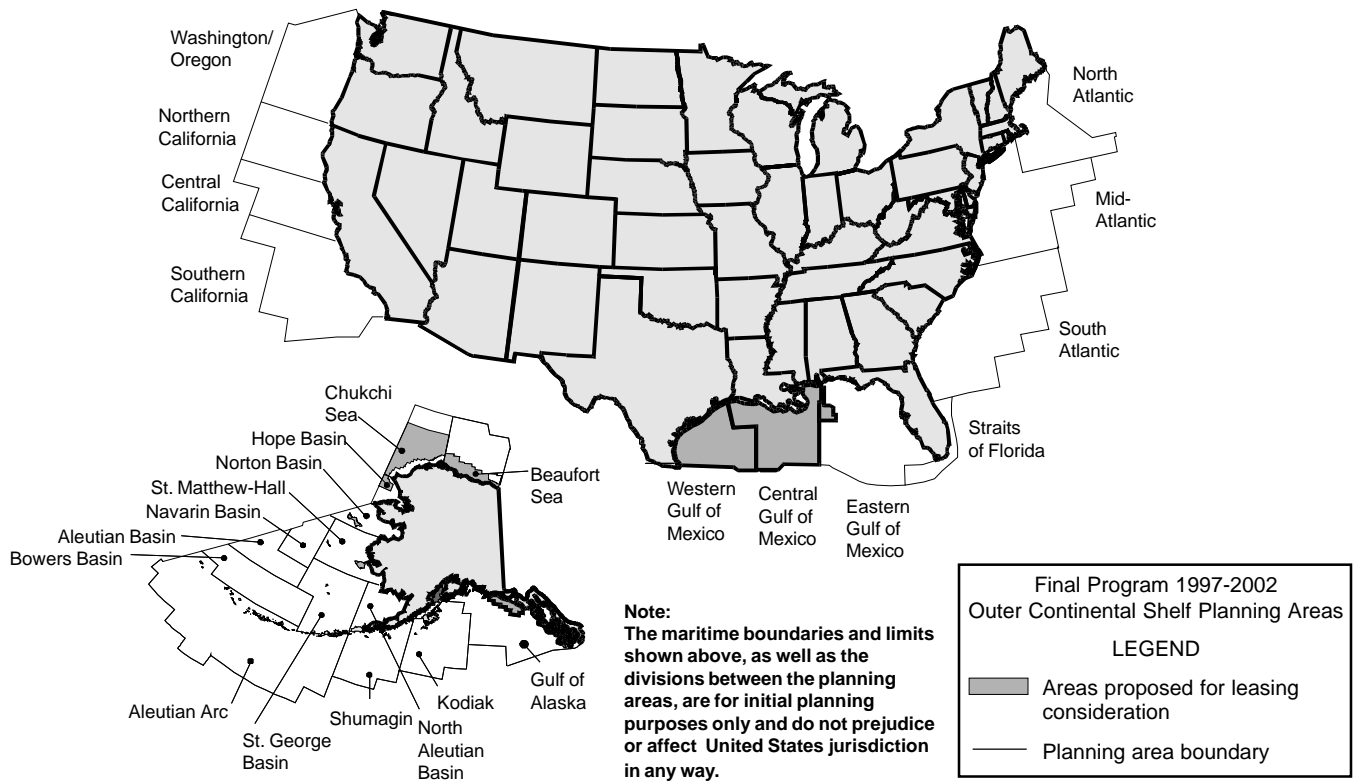 Washington/
Oregon
Northern
California
Central
California
Southern
California
North
Atlantic
Mid-
Atlantic
South
Atlantic
Straits
of Florida
Western
Gulf of
Mexico
Central
Gulf of
Mexico
Eastern
Gulf of
Mexico
Chukchi
Sea
Hope Basin
Norton Basin
St. Matthew-Hall
Navarin Basin
Aleutian Basin
Bowers Basin
Beaufort
Sea
Aleutian Arc
St. George
Basin
Shumagin
North
Aleutian
Basin
Kodiak
Gulf of
Alaska
Note:
The maritime boundaries and limits
shown above, as well as the
divisions between the planning
areas, are for initial planning
purposes only and do not prejudice
or affect United States jurisdiction
in any way.
Final Program 1997-2002
Outer Continental Shelf Planning Areas
LEGEND
Areas proposed for leasing
consideration
Planning area boundary